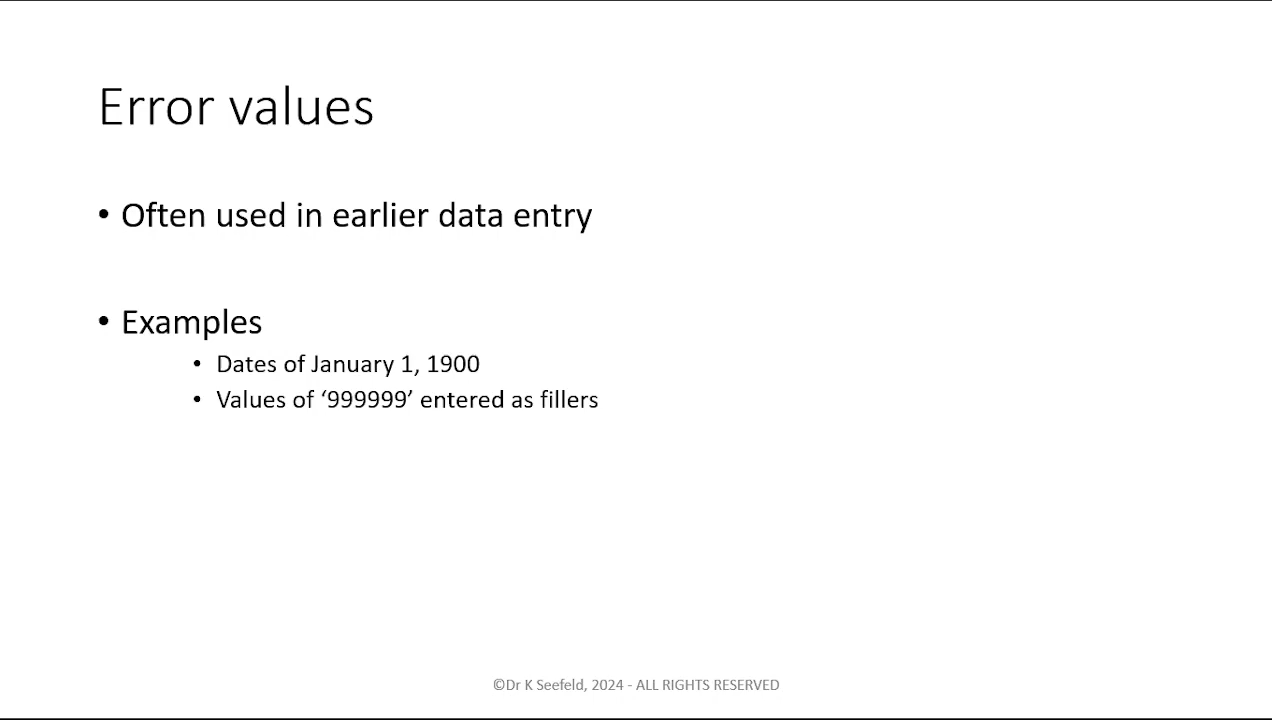 Error values
• Often used in earlier data entry
• Examples
• Dates of January 1, 1900
• Values of ‘999999’ entered as fillers
©Dr K Seefeld, 2024 - ALL RIGHTS RESERVED